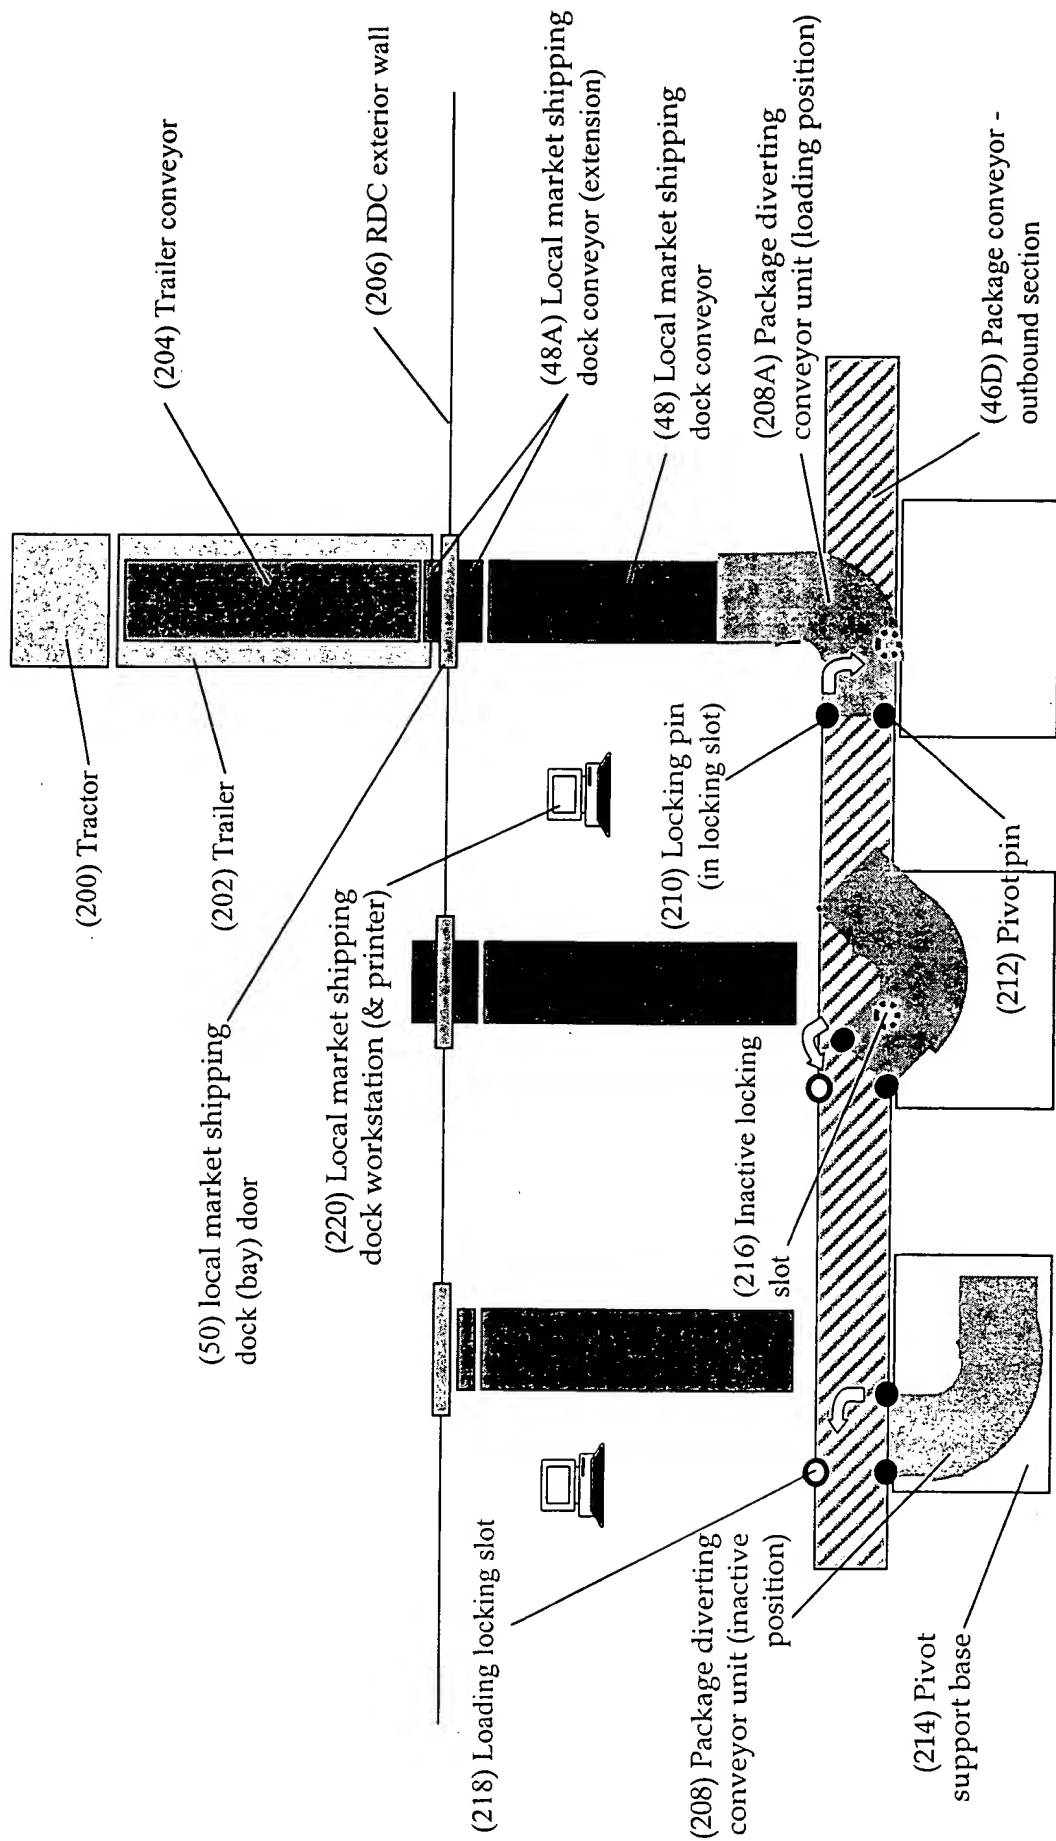 (200) Tractor
(202) Trailer
(204) Trailer conveyor
(206) RDC exterior wall
(50) local market shipping
dock (bay) door
(48A) Local market shipping
dock conveyor (extension)
(220) Local market shipping
dock workstation (& printer)
(48) Local market shipping
dock conveyor
(218) Loading locking slot
(216) Inactive locking
slot
(210) Locking pin
(in locking slot)
(208A) Package diverting
conveyor unit (loading position)
(208) Package diverting
conveyor unit (inactive
position)
(214) Pivot
support base
(212) Pivot pin
(46D) Package conveyor -
outbound section